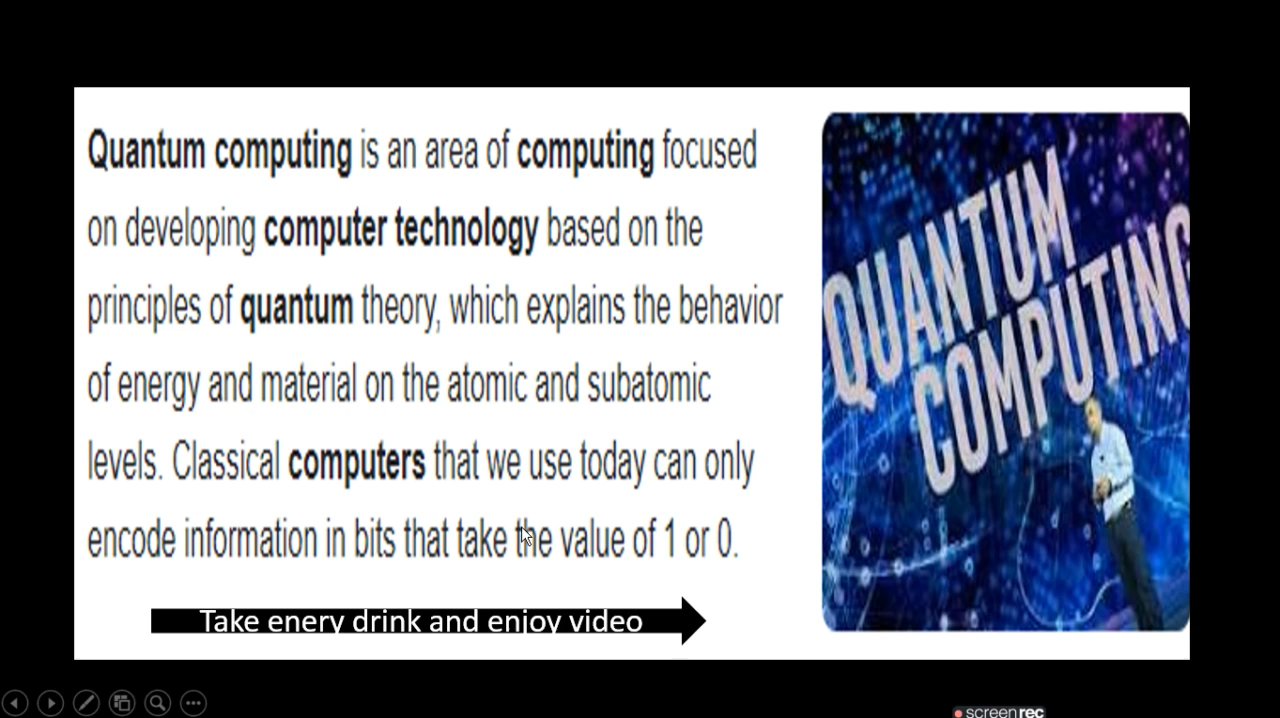 Quantum computing is an area of computing focused
on developing computer technology based on the
principles of quantum theory, which explains the behavior
of energy and material on the atomic and subatomic
levels. Classical computers that we use today can only
encode information in bits that take the value of 1 or 0.
Take enery drink and enjoy video
QUANTUM
COMPUTING
screenrec